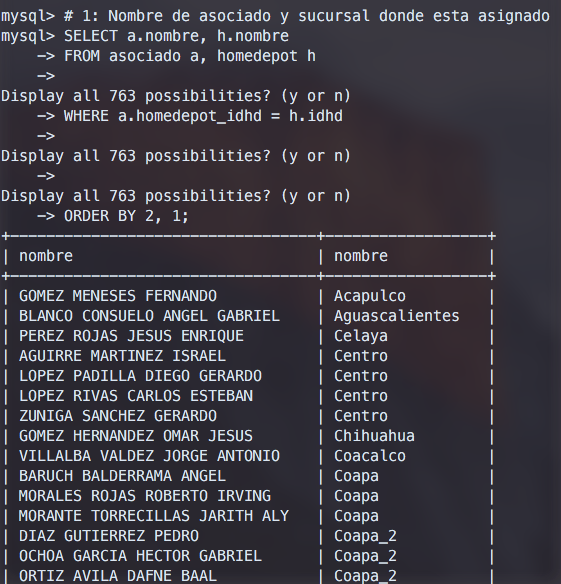 mysql> # 1: Nombre de asociado y sucursal donde esta asignado
mysql> SELECT a.nombre, h.nombre
    -> FROM asociado a, homedepot h
    ->
Display all 763 possibilities? (y or n)
    -> WHERE a.homedepot_idhd = h.idhd
    ->
Display all 763 possibilities? (y or n)
    ->
Display all 763 possibilities? (y or n)
    -> ORDER BY 2, 1;
+----------------------------------+------------------+
| nombre                           | nombre           |
+----------------------------------+------------------+
| GOMEZ MENESES FERNANDO           | Acapulco         |
| BLANCO CONSUELO ANGEL GABRIEL    | Aguascalientes   |
| PEREZ ROJAS JESUS ENRIQUE        | Celaya           |
| AGUIRRE MARTINEZ ISRAEL          | Centro           |
| LOPEZ PADILLA DIEGO GERARDO      | Centro           |
| LOPEZ RIVAS CARLOS ESTEBAN       | Centro           |
| ZUNIGA SANCHEZ GERARDO           | Centro           |
| GOMEZ HERNANDEZ OMAR JESUS       | Chihuahua        |
| VILLALBA VALDEZ JORGE ANTONIO    | Coacalco         |
| BARUCH BALDERRAMA ANGEL          | Coapa            |
| MORALES ROJAS ROBERTO IRVING     | Coapa            |
| MORANTE TORRECILLAS JARITH ALY   | Coapa            |
| DIAZ GUTIERREZ PEDRO             | Coapa_2          |
| OCHOA GARCIA HECTOR GABRIEL      | Coapa_2          |
| ORTIZ AVILA DAFNE BAAL           | Coapa_2          |